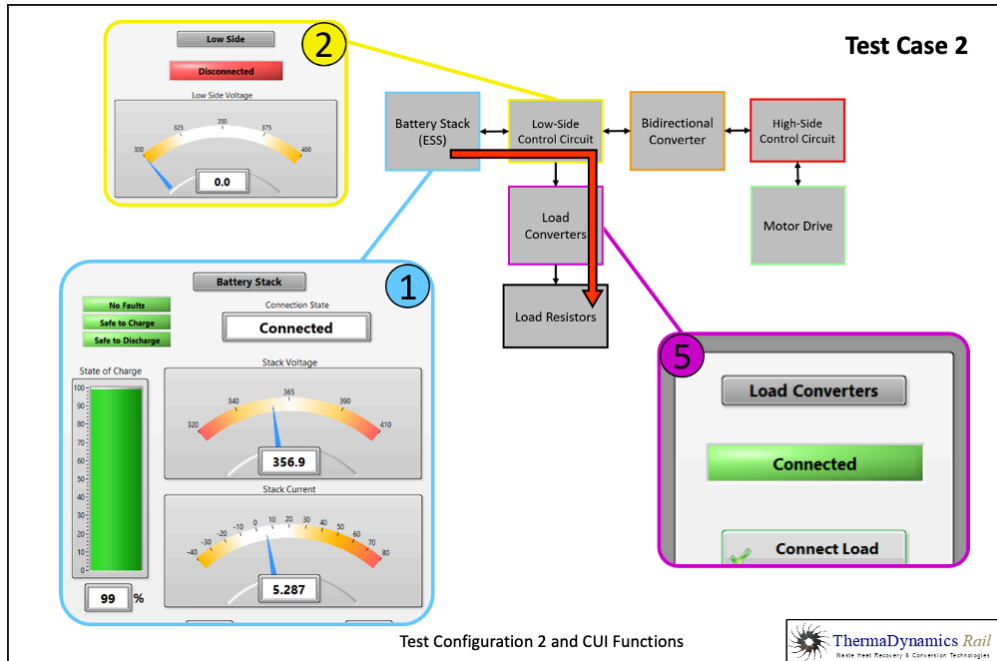 Test Case 2
2
Low Side
Disconnected
Low Side Voltage
300
325
350
375
400
0.0
Battery Stack
(ESS)
Low-Side
Control Circuit
Bidirectional
Converter
High-Side
Control Circuit
Load
Converters
Motor Drive
Load Resistors
1
Battery Stack
No Faults
Safe to Charge
Safe to Discharge
Connection State
Connected
State of Charge
100
90
80
70
60
50
40
30
20
10
0
99 %
Stack Voltage
320
340
365
390
410
356.9
Stack Current
-40
-30
-20
-10
0
10
20
30
40
50
60
70
80
5.287
5
Load Converters
Connected
Connect Load
Test Configuration 2 and CUI Functions
ThermaDynamics Rail
Waste Heat Recovery & Conversion Technologies